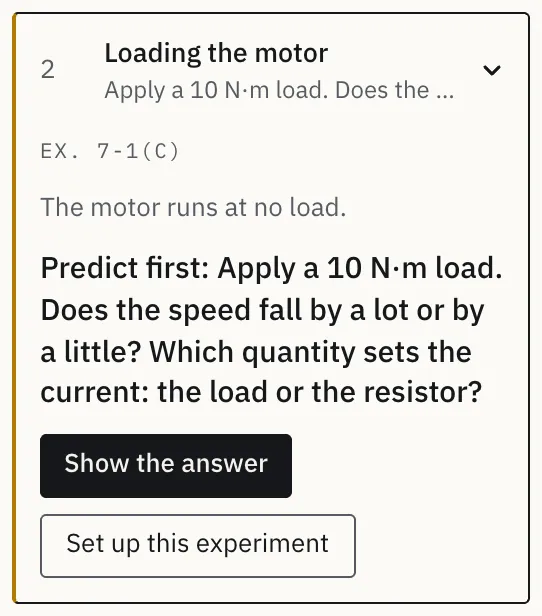 2
Loading the motor
Apply a 10 N·m load. Does the ...
EX. 7-1(C)
The motor runs at no load.
Predict first: Apply a 10 N·m load.
Does the speed fall by a lot or by
a little? Which quantity sets the
current: the load or the resistor?
Show the answer
Set up this experiment